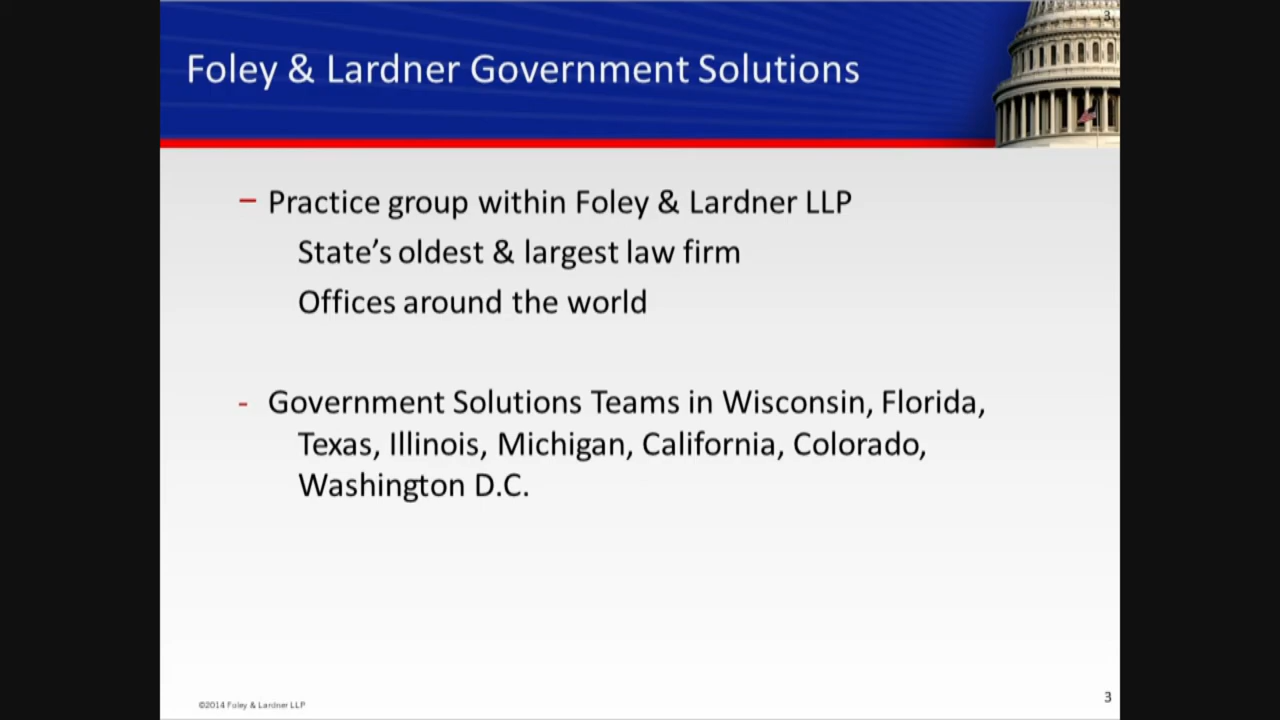 3
Foley & Lardner Government Solutions
– Practice group within Foley & Lardner LLP
State’s oldest & largest law firm
Offices around the world
- Government Solutions Teams in Wisconsin, Florida,
Texas, Illinois, Michigan, California, Colorado,
Washington D.C.
©2014 Foley & Lardner LLP
3